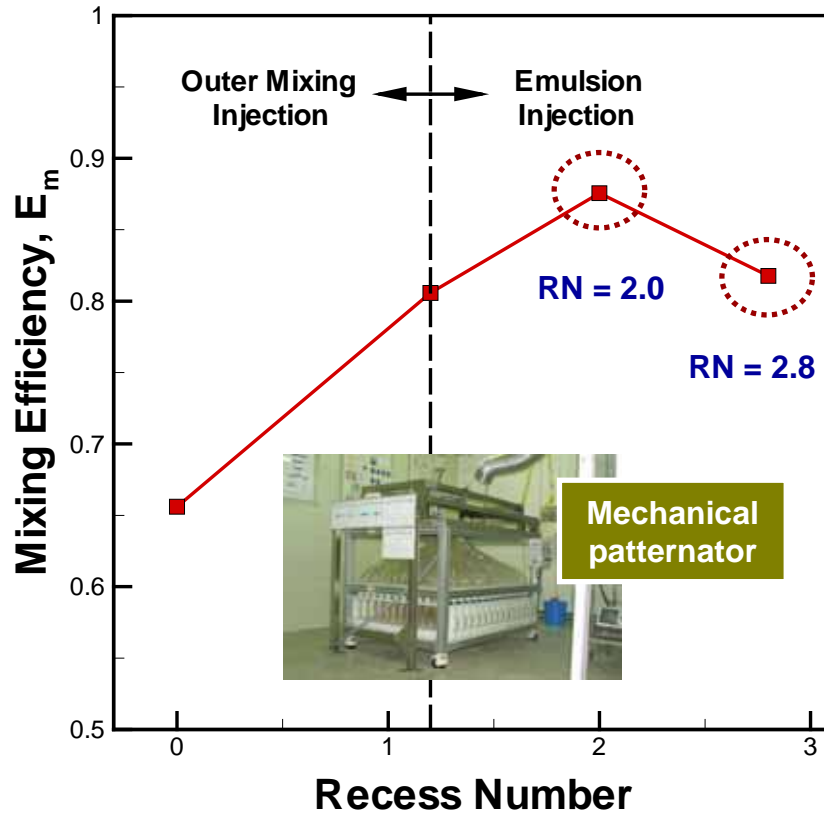 1
Outer Mixing
Injection
Emulsion
Injection
0.9
0.8
RN = 2.0
RN = 2.8
0.7
Mechanical
patternator
0.6
0.5
0
1
2
3
Mixing Efficiency, Eₘ
Recess Number